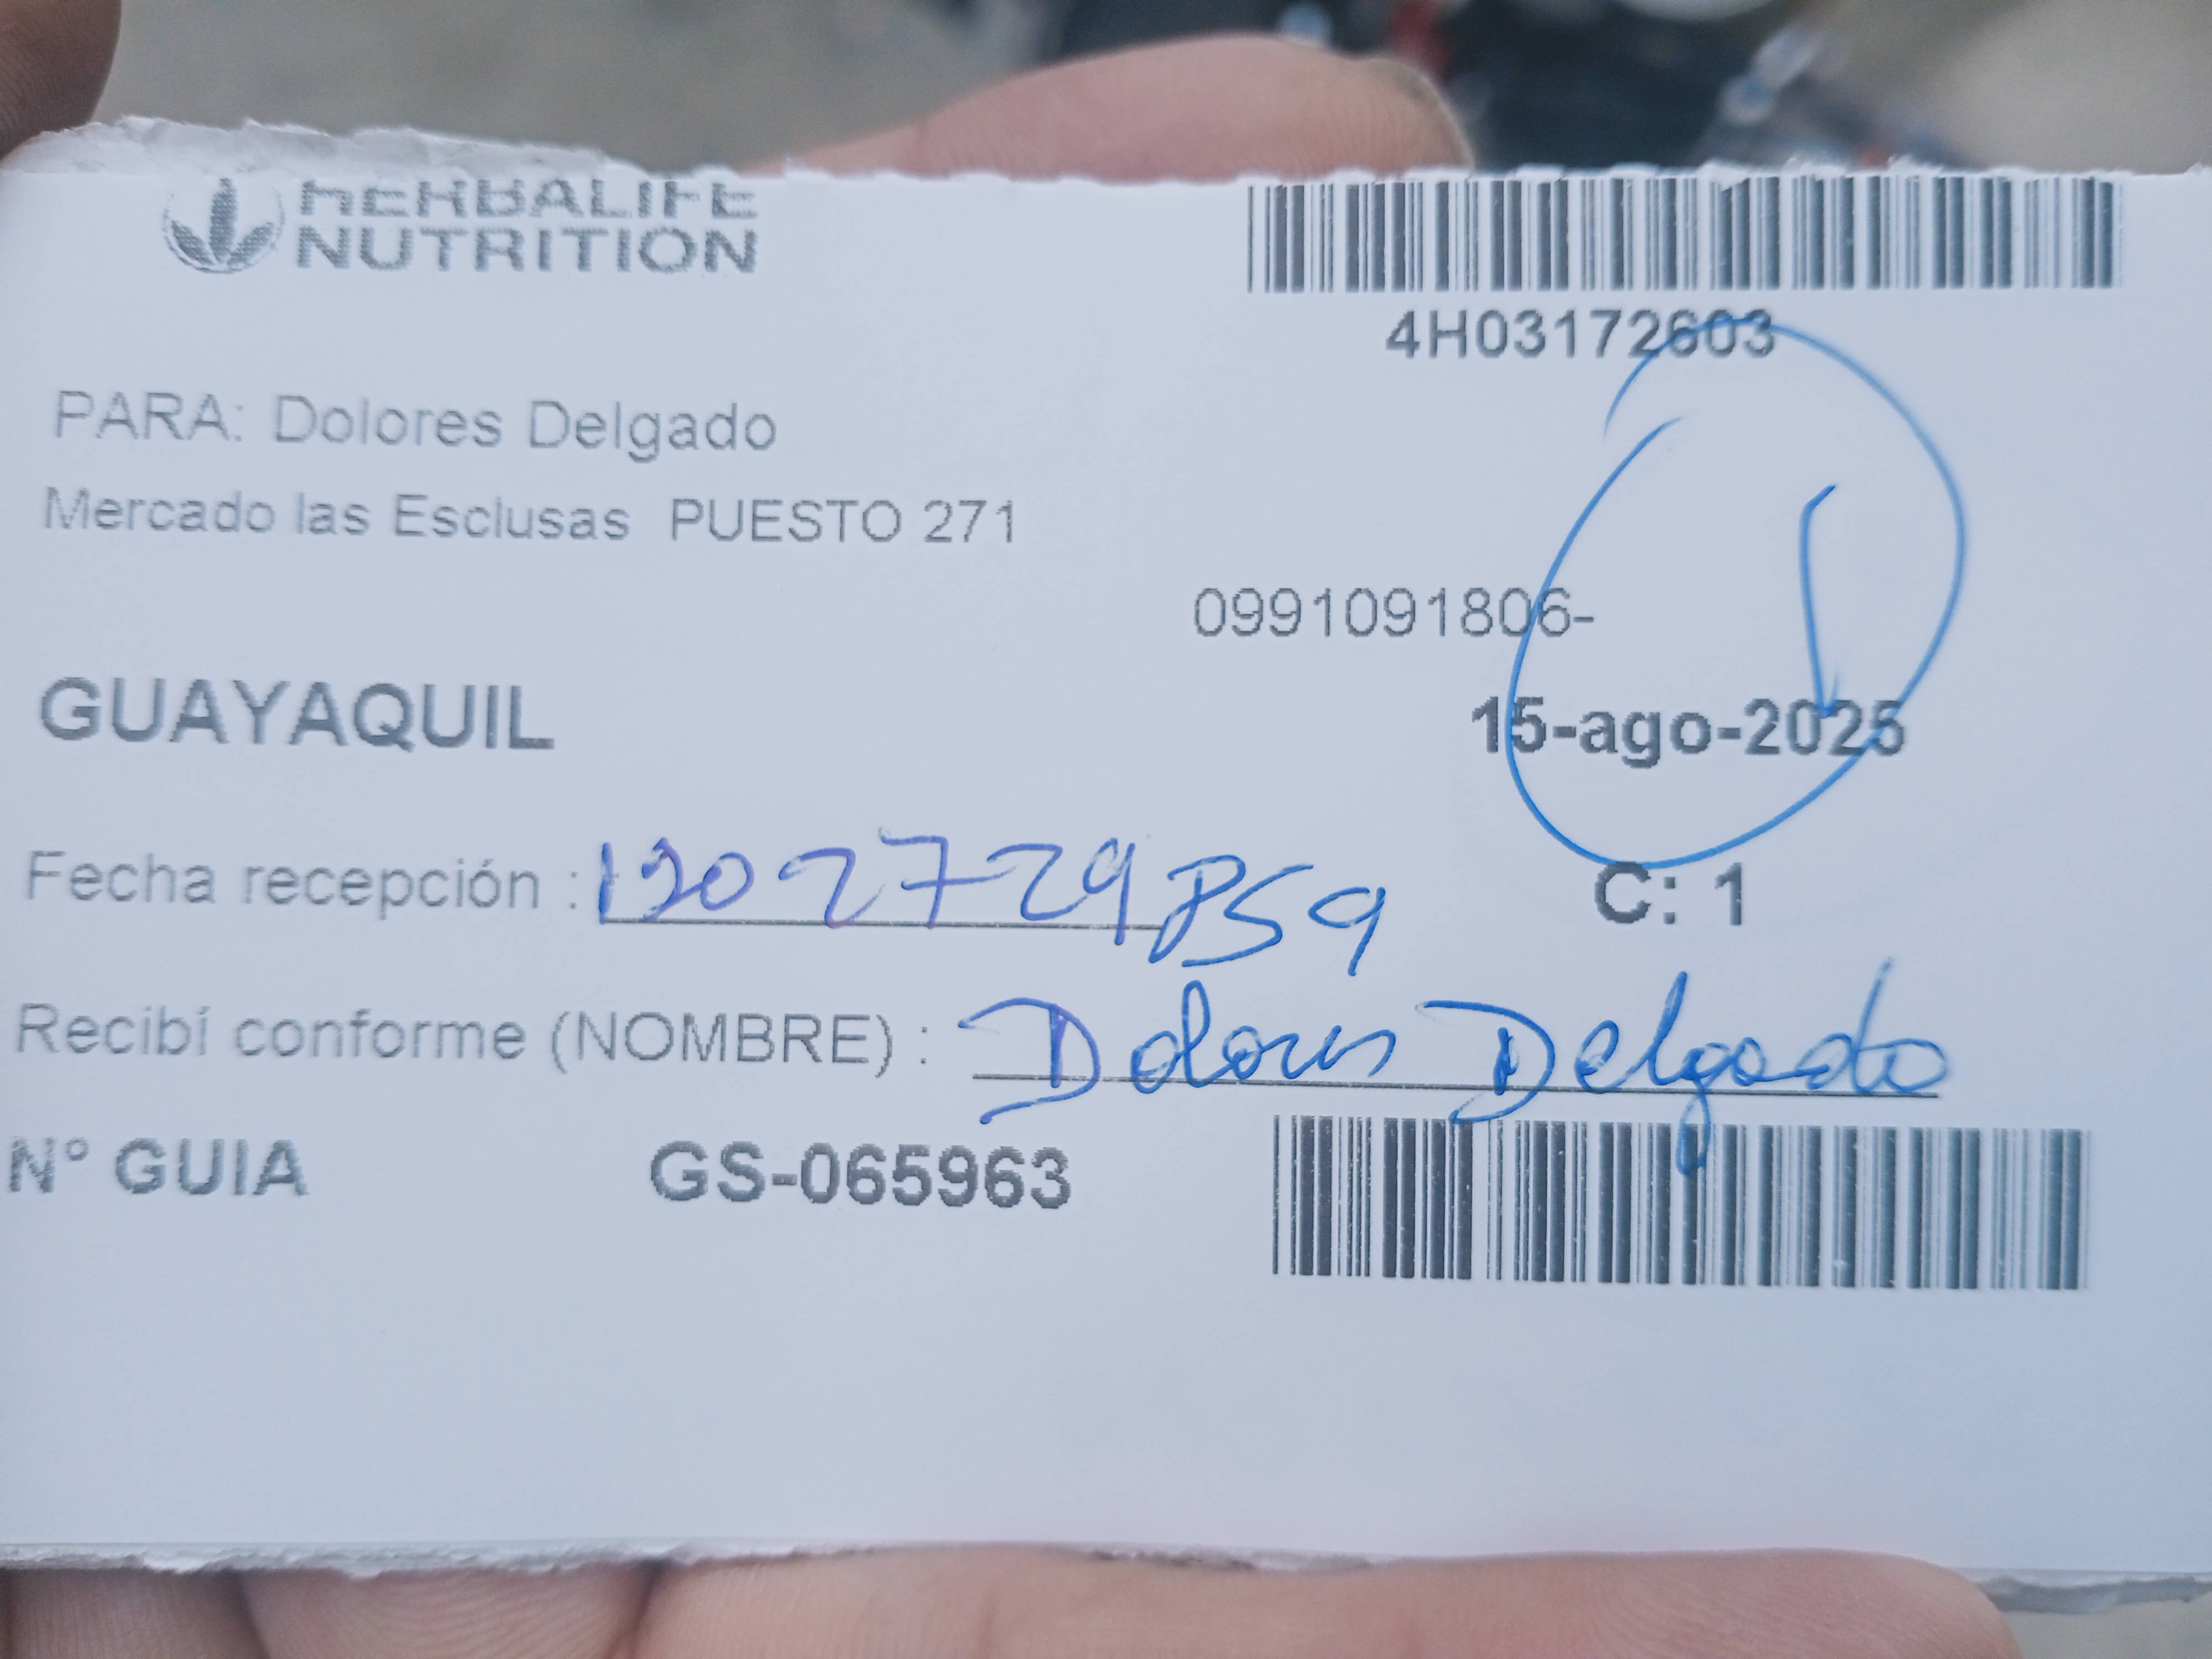 HERBALIFE
NUTRITION
4H03172603
PARA: Dolores Delgado
Mercado las Esclusas PUESTO 271
0991091806-
GUAYAQUIL
15-ago-2025
Fecha recepción :
C: 1
Recibí conforme (NOMBRE) : Dolores Delgado
N° GUIA GS-065963